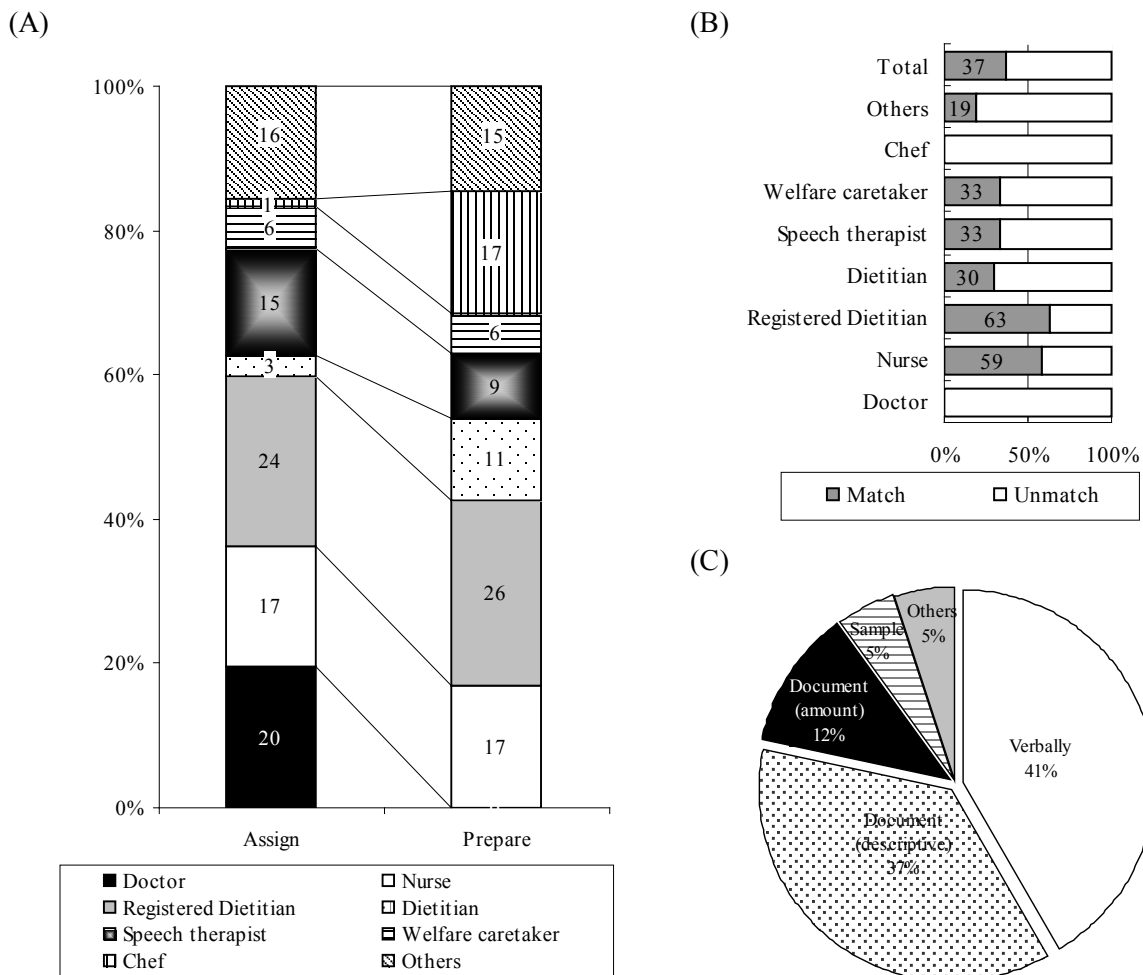 (A)
100%
80%
60%
40%
20%
0%
16
1
6
15
3
24
17
20
15
17
6
9
11
26
17
Assign
Prepare
Doctor
Nurse
Registered Dietitian
Dietitian
Speech therapist
Welfare caretaker
Chef
Others
(B)
Total
37
Others
19
Chef
Welfare caretaker
33
Speech therapist
33
Dietitian
30
Registered Dietitian
63
Nurse
59
Doctor
0%
50%
100%
Match
Unmatch
(C)
Others
5%
Sample
5%
Document
(amount)
12%
Verbally
41%
Document
(descriptive)
37%